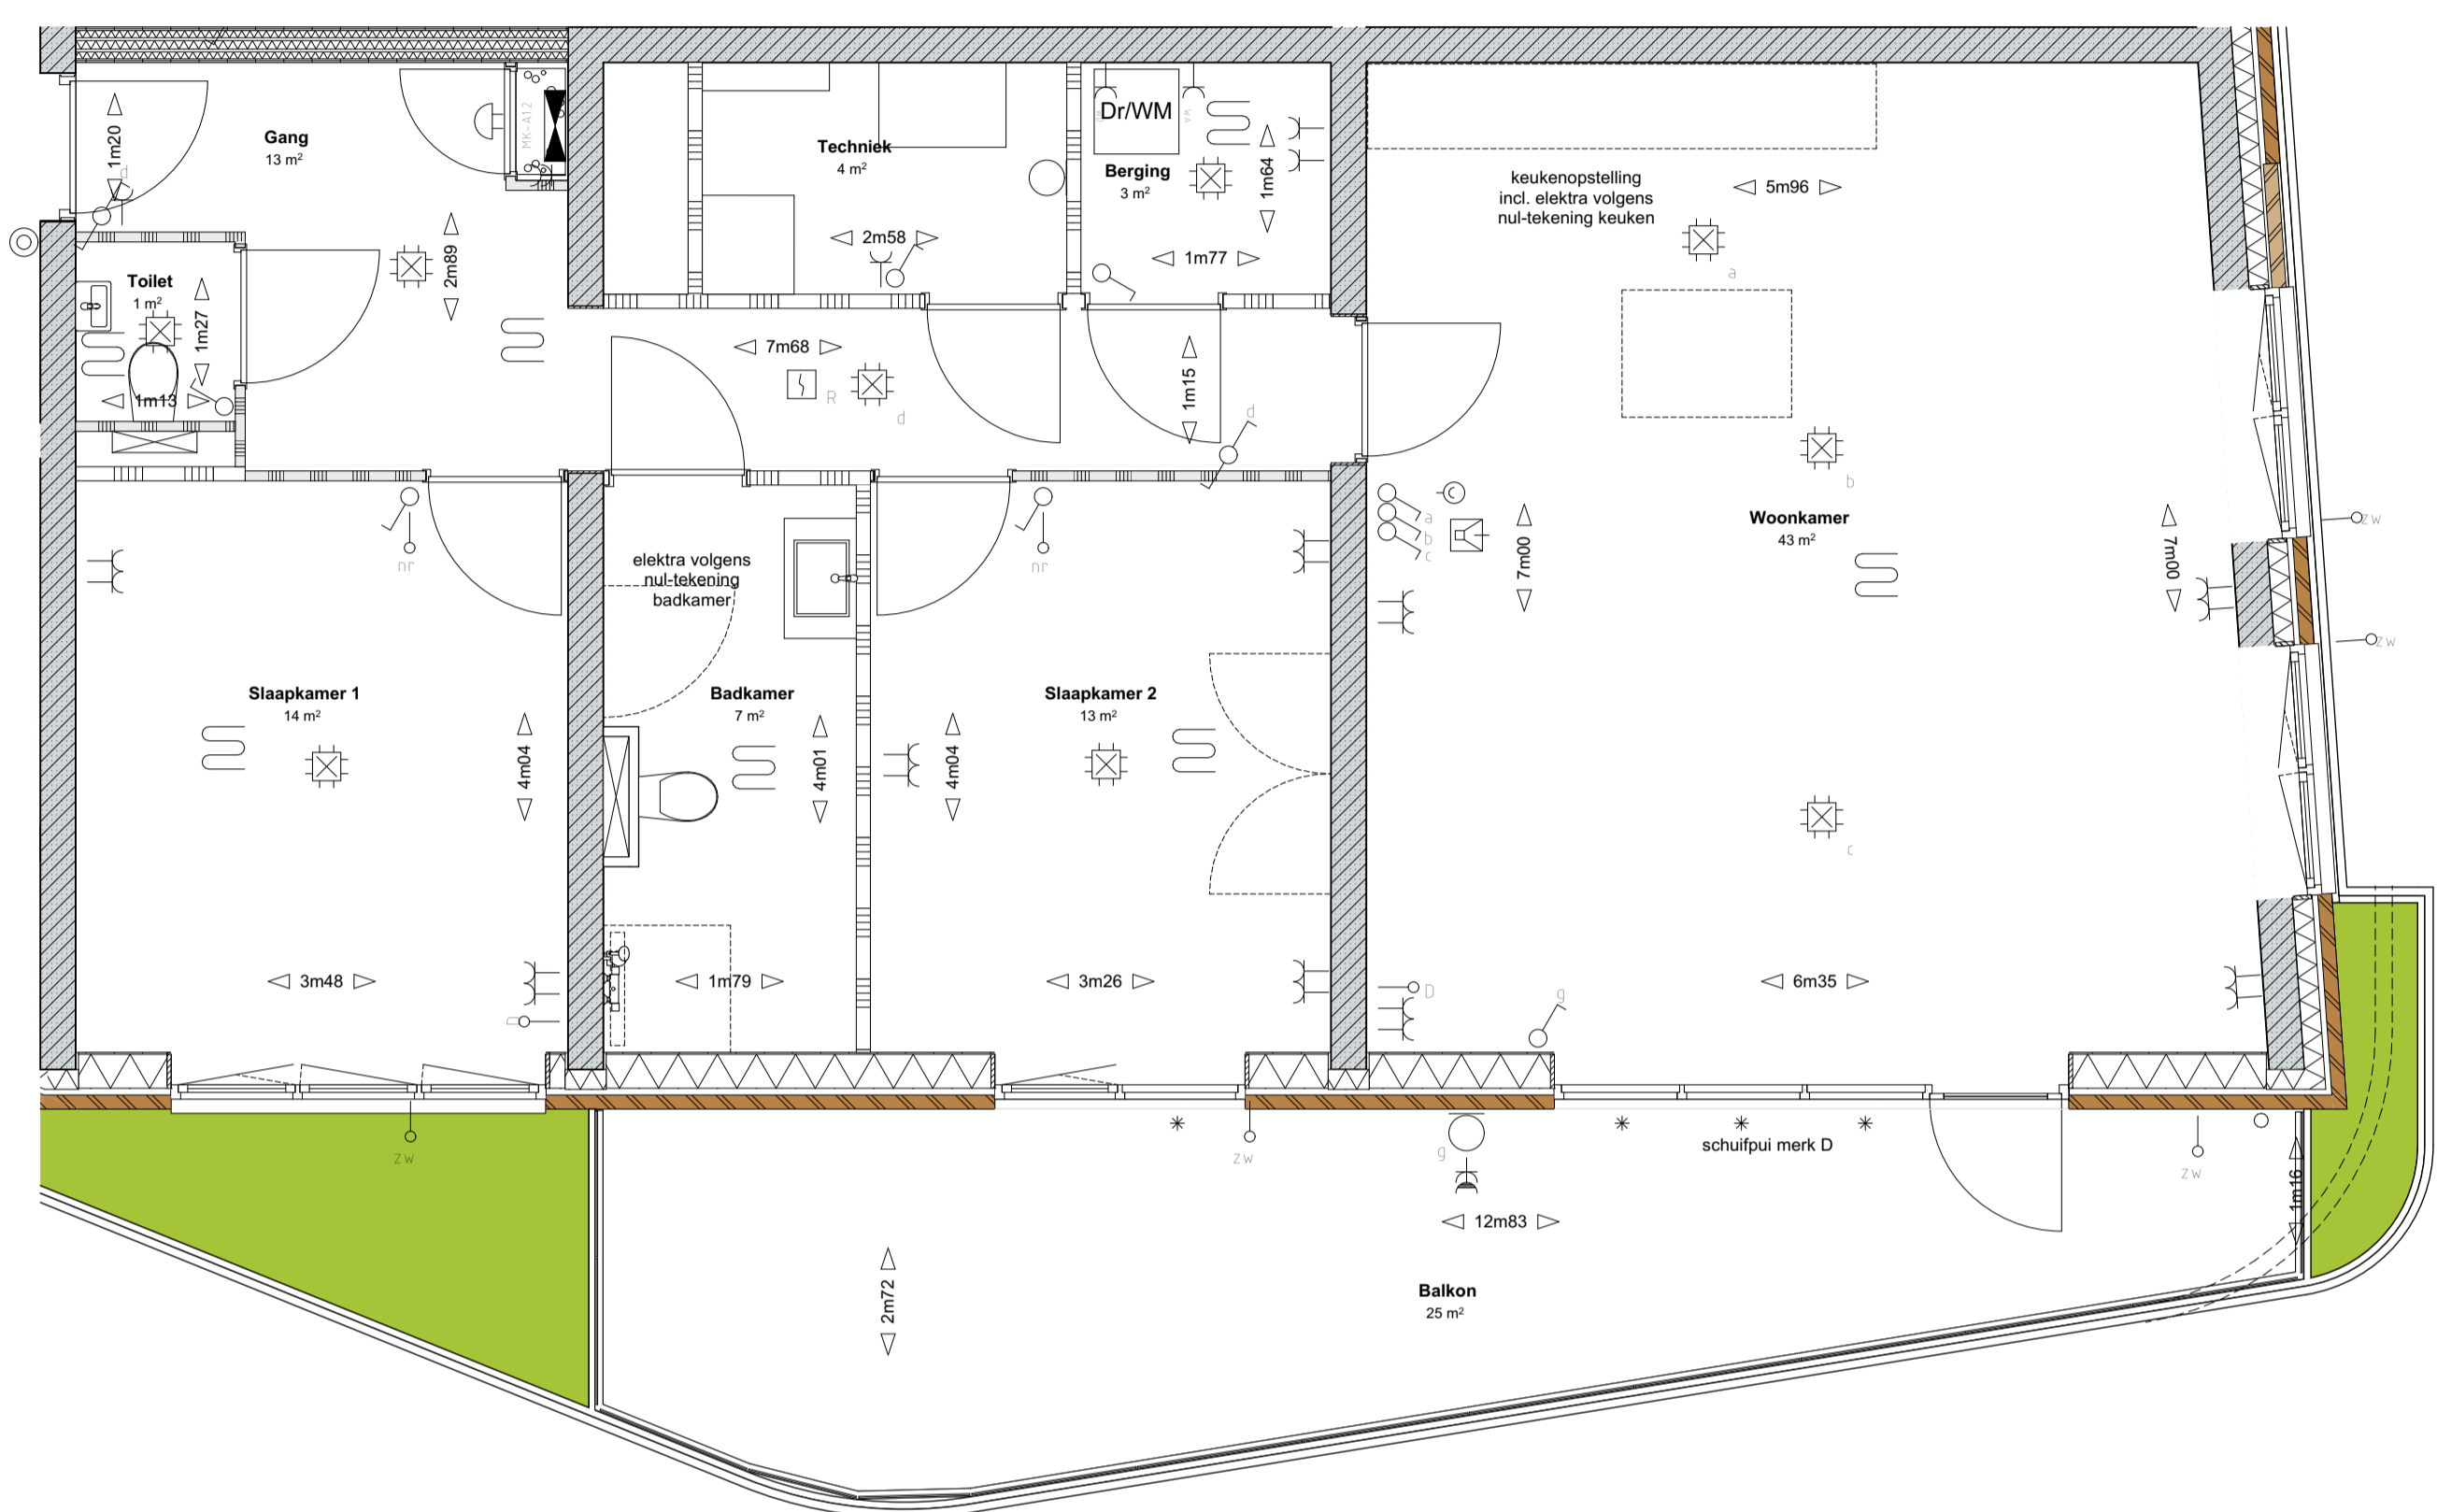 Gang
13 m²
1m20
d
MK-A12
Techniek
4 m²
Dr/WM
WA
Berging
3 m²
1m64
2m58
1m77
keukenopstelling
incl. elektra volgens
nul-tekening keuken
5m96
a
Toilet
1 m²
1m27
1m13
2m89
7m68
R
d
1m15
d
b
a
b
c
7m00
Woonkamer
43 m²
7m00
zw
zw
nr
elektra volgens
nul-tekening
badkamer
nr
Slaapkamer 1
14 m²
4m04
Badkamer
7 m²
4m01
4m04
Slaapkamer 2
13 m²
c
3m48
1m79
3m26
D
g
6m35
D
zw
zw
g
schuifpui merk D
zw
1m16
12m83
2m72
Balkon
25 m²